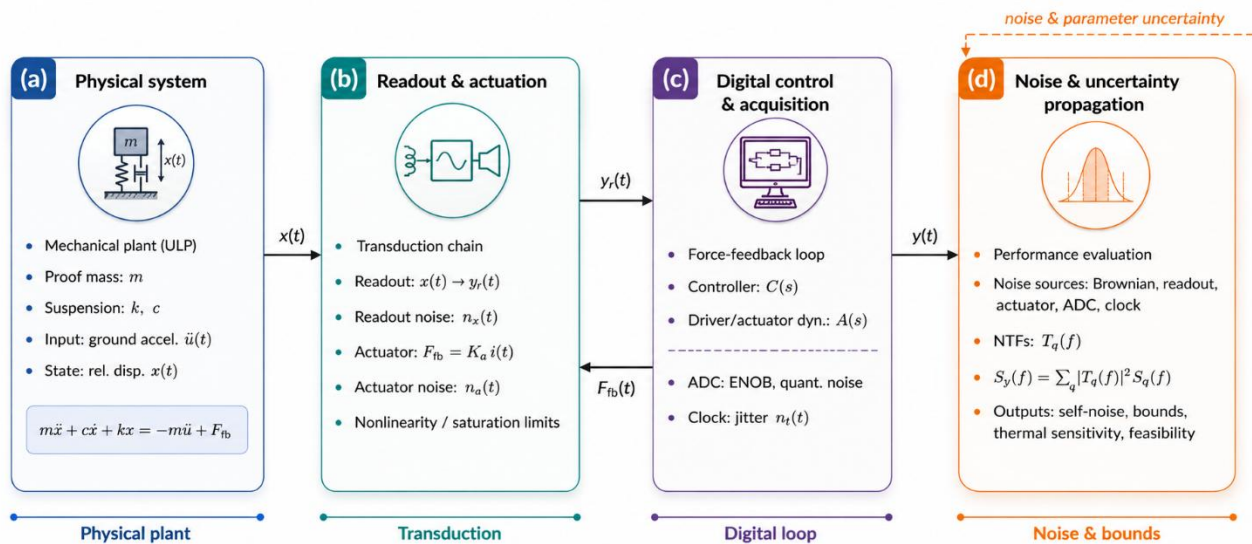 noise & parameter uncertainty
(a) Physical system
m
x(t)
• Mechanical plant (ULP)
• Proof mass: m
• Suspension: k, c
• Input: ground accel. ü(t)
• State: rel. disp. x(t)
mẍ + cẋ + kx = −mü + F_fb
Physical plant
x(t)
(b) Readout & actuation
• Transduction chain
• Readout: x(t) → y_r(t)
• Readout noise: n_x(t)
• Actuator: F_fb = K_a i(t)
• Actuator noise: n_a(t)
• Nonlinearity / saturation limits
Transduction
y_r(t)
F_fb(t)
(c) Digital control
& acquisition
• Force-feedback loop
• Controller: C(s)
• Driver/actuator dyn.: A(s)
• ADC: ENOB, quant. noise
• Clock: jitter n_t(t)
Digital loop
y(t)
(d) Noise & uncertainty
propagation
• Performance evaluation
• Noise sources: Brownian, readout,
actuator, ADC, clock
• NTFs: T_q(f)
• S_y(f) = ∑_q |T_q(f)|² S_q(f)
• Outputs: self-noise, bounds,
thermal sensitivity, feasibility
Noise & bounds